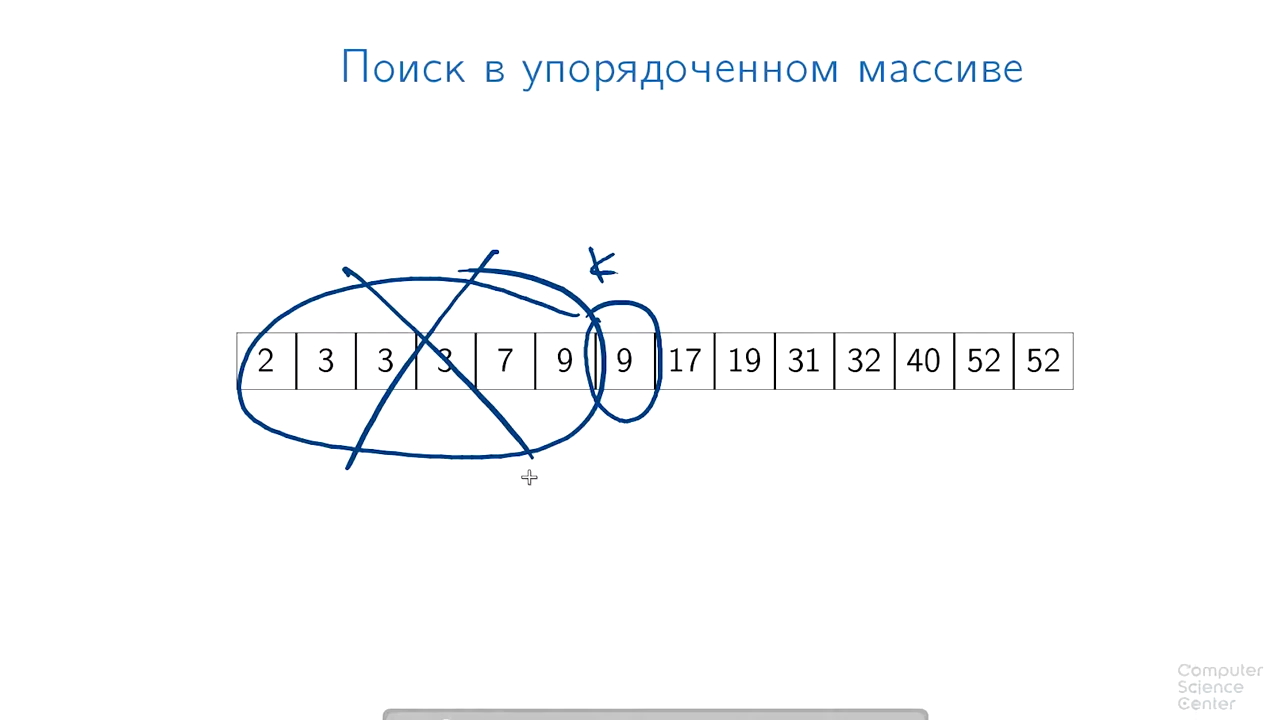 Поиск в упорядоченном массиве
k
2 3 3 3 7 9 9 17 19 31 32 40 52 52
Computer
Science
Center